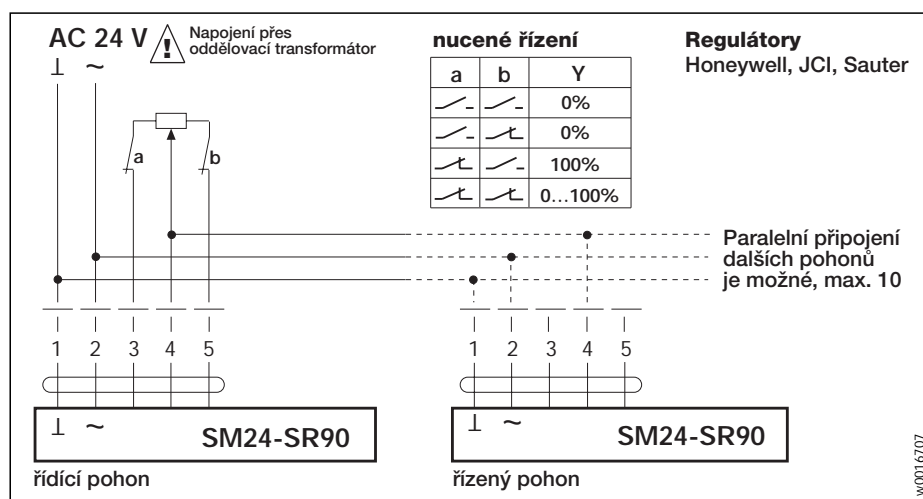 AC 24 V
Napojení přes
oddělovací transformátor
⊥ ~
nucené řízení
a b Y
0%
0%
100%
0...100%
Regulátory
Honeywell, JCI, Sauter
a b
Paralelní připojení
dalších pohonů
je možné, max. 10
1 2 3 4 5
1 2 3 4 5
⊥ ~
SM24-SR90
⊥ ~
SM24-SR90
řídící pohon
řízený pohon
w0016707